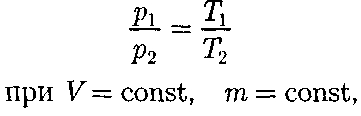 p₁/p₂ = T₁/T₂
при V = const, m = const,